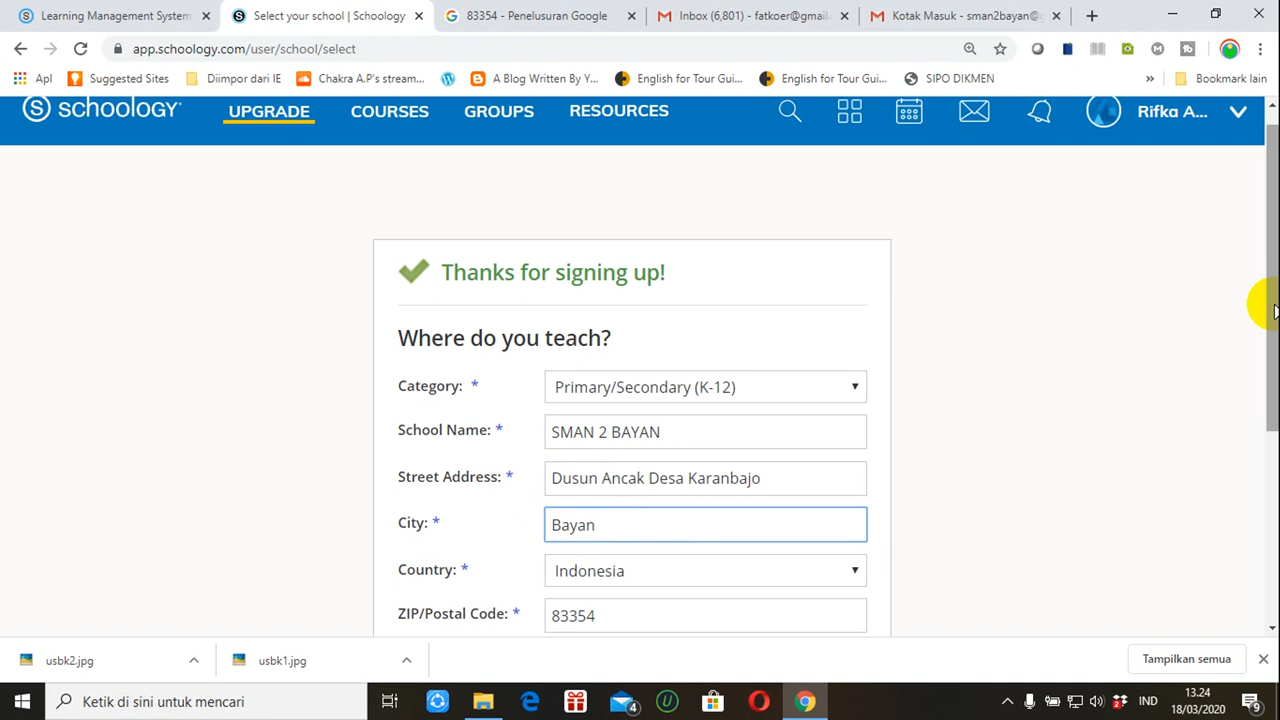 Learning Management System
Select your school | Schoology
83354 - Penelusuran Google
Inbox (6,801) - fatkoer@gmail.
Kotak Masuk - sman2bayan@g
app.schoology.com/user/school/select
Apl
Suggested Sites
Diimpor dari IE
Chakra A.P's stream...
A Blog Written By Y...
English for Tour Gui...
English for Tour Gui...
SIPO DIKMEN
»
Bookmark lain
S schoology
UPGRADE
COURSES
GROUPS
RESOURCES
Rifka A...
Thanks for signing up!
Where do you teach?
Category: * Primary/Secondary (K-12)
School Name: * SMAN 2 BAYAN
Street Address: * Dusun Ancak Desa Karanbajo
City: * Bayan
Country: * Indonesia
ZIP/Postal Code: * 83354
usbk2.jpg
usbk1.jpg
Tampilkan semua
Ketik di sini untuk mencari
4
2
IND
13.24
18/03/2020
9